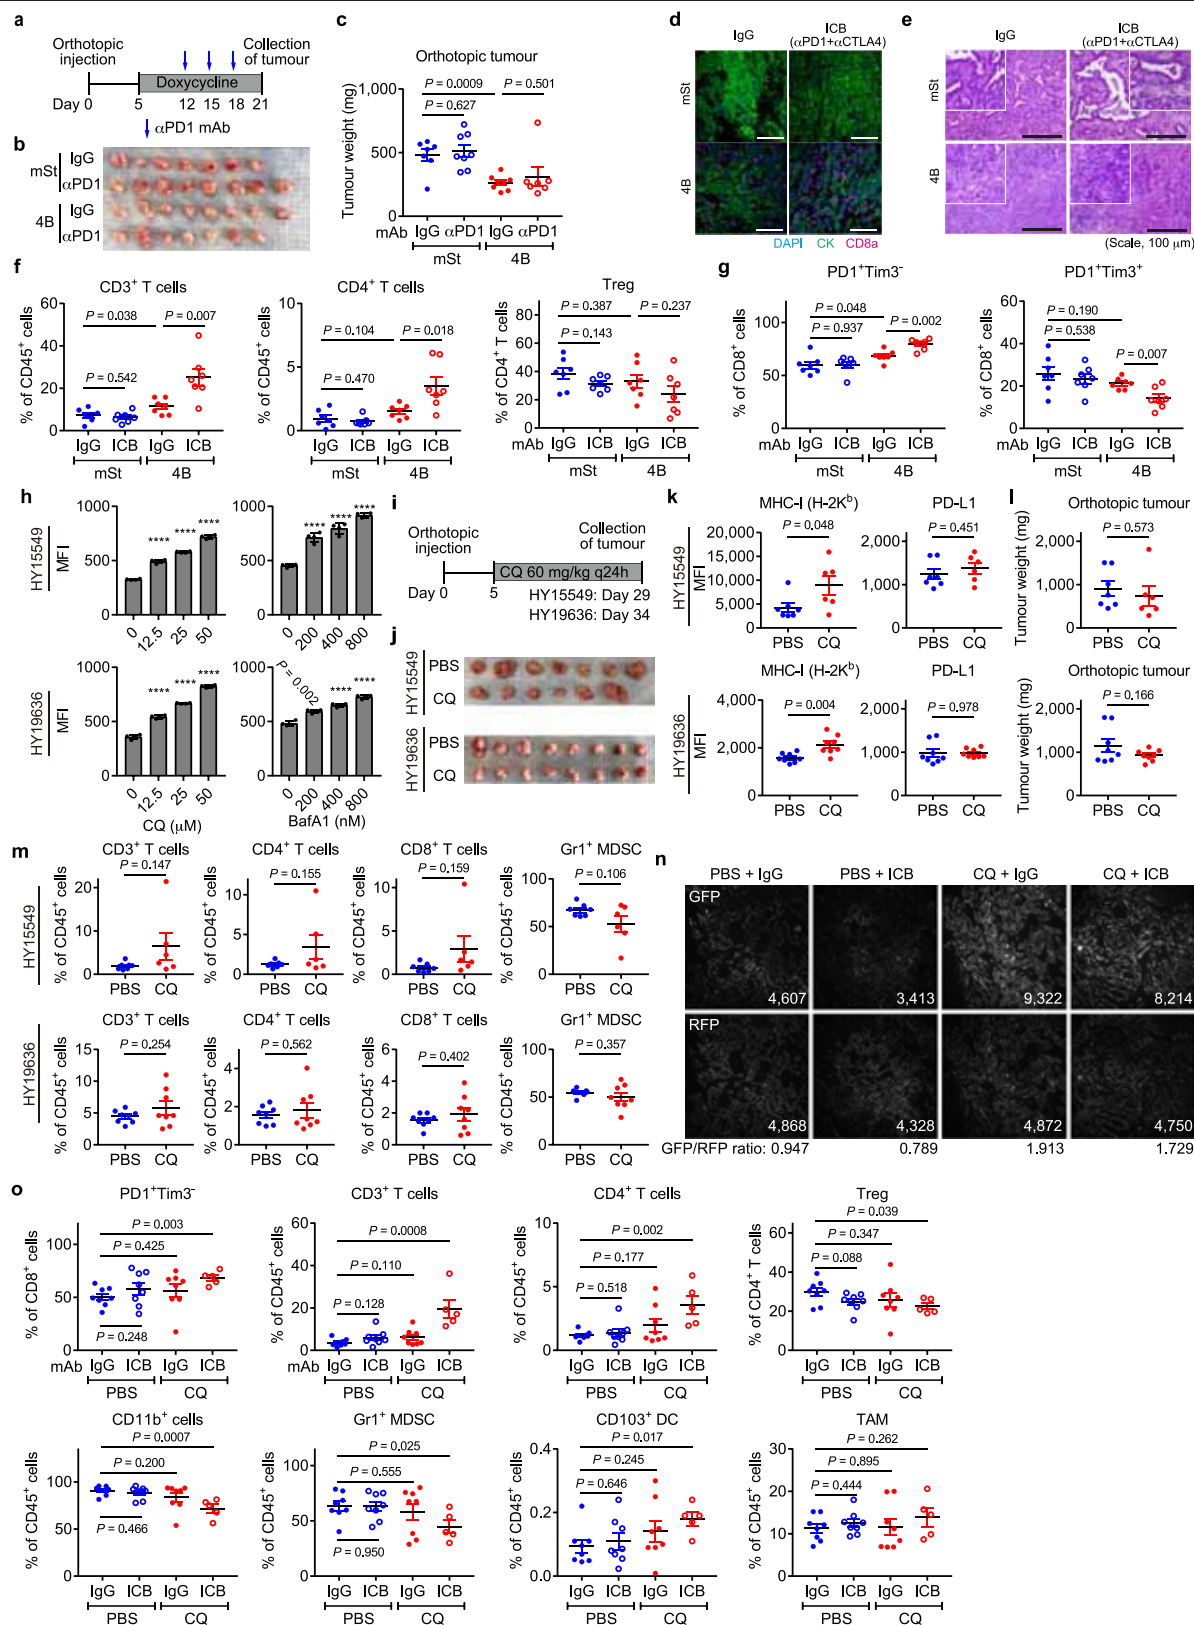 a
Orthotopic injection
Collection of tumour
Doxycycline
Day 0 5 12 15 18 21
αPD1 mAb
b
mSt
IgG
αPD1
4B
IgG
αPD1
c
Orthotopic tumour
P = 0.0009 P = 0.501
P = 0.627
Tumour weight (mg)
1,000
500
0
mAb IgG αPD1 IgG αPD1
mSt 4B
d
IgG
ICB (αPD1+αCTLA4)
mSt
4B
DAPI CK CD8a
e
IgG
ICB (αPD1+αCTLA4)
mSt
4B
(Scale, 100 μm)
f
CD3+ T cells
% of CD45+ cells
60
40
20
0
P = 0.038 P = 0.007
P = 0.542
mAb IgG ICB IgG ICB
mSt 4B
CD4+ T cells
% of CD45+ cells
10
5
0
P = 0.104 P = 0.018
P = 0.470
IgG ICB IgG ICB
mSt 4B
Treg
% of CD4+ T cells
80
60
40
20
0
P = 0.387 P = 0.237
P = 0.143
mAb IgG ICB IgG ICB
mSt 4B
g
PD1+Tim3-
% of CD8+ cells
100
50
0
P = 0.048
P = 0.937 P = 0.002
mAb IgG ICB IgG ICB
mSt 4B
PD1+Tim3+
% of CD8+ cells
60
40
20
0
P = 0.190
P = 0.538
P = 0.007
IgG ICB IgG ICB
mSt 4B
h
HY15549
MFI
1000
500
0
**** **** ****
0 12.5 25 50
1000
500
0
**** **** ****
0 200 400 800
HY19636
MFI
1000
500
0
**** **** ****
0 12.5 25 50
CQ (μM)
1000
500
0
P = 0.002 **** ****
0 200 400 800
BafA1 (nM)
i
Orthotopic injection
Collection of tumour
CQ 60 mg/kg q24h
Day 0 5
HY15549: Day 29
HY19636: Day 34
j
HY15549
PBS
CQ
HY19636
PBS
CQ
k
HY15549
MHC-I (H-2Kb)
MFI
15,000
10,000
5,000
0
P = 0.048
PBS CQ
PD-L1
2,000
1,000
0
P = 0.451
PBS CQ
HY19636
MHC-I (H-2Kb)
MFI
4,000
2,000
0
P = 0.004
PBS CQ
PD-L1
2,000
1,000
0
P = 0.978
PBS CQ
l
Orthotopic tumour
Tumour weight (mg)
2,000
1,000
0
P = 0.573
PBS CQ
Orthotopic tumour
Tumour weight (mg)
2,000
1,000
0
P = 0.166
PBS CQ
m
HY15549
CD3+ T cells
% of CD45+ cells
20
10
0
P = 0.147
PBS CQ
CD4+ T cells
% of CD45+ cells
10
5
0
P = 0.155
PBS CQ
CD8+ T cells
% of CD45+ cells
10
5
0
P = 0.159
PBS CQ
Gr1+ MDSC
% of CD45+ cells
100
50
0
P = 0.106
PBS CQ
HY19636
CD3+ T cells
% of CD45+ cells
15
10
5
0
P = 0.254
PBS CQ
CD4+ T cells
% of CD45+ cells
4
2
0
P = 0.562
PBS CQ
CD8+ T cells
% of CD45+ cells
6
4
2
0
P = 0.402
PBS CQ
Gr1+ MDSC
% of CD45+ cells
100
50
0
P = 0.357
PBS CQ
n
PBS + IgG PBS + ICB CQ + IgG CQ + ICB
GFP
4,607 3,413 9,322 8,214
RFP
4,868 4,328 4,872 4,750
GFP/RFP ratio: 0.947 0.789 1.913 1.729
o
PD1+Tim3-
% of CD8+ cells
100
50
0
P = 0.003
P = 0.425
P = 0.248
mAb IgG ICB IgG ICB
PBS CQ
CD3+ T cells
% of CD45+ cells
60
40
20
0
P = 0.0008
P = 0.110
P = 0.128
IgG ICB IgG ICB
PBS CQ
CD4+ T cells
% of CD45+ cells
10
5
0
P = 0.002
P = 0.177
P = 0.518
IgG ICB IgG ICB
PBS CQ
Treg
% of CD4+ T cells
60
40
20
0
P = 0.039
P = 0.347
P = 0.088
IgG ICB IgG ICB
PBS CQ
CD11b+ cells
% of CD45+ cells
100
50
0
P = 0.0007
P = 0.200
P = 0.466
IgG ICB IgG ICB
PBS CQ
Gr1+ MDSC
% of CD45+ cells
100
50
0
P = 0.025
P = 0.555
P = 0.950
IgG ICB IgG ICB
PBS CQ
CD103+ DC
% of CD45+ cells
0.4
0.2
0.0
P = 0.017
P = 0.245
P = 0.646
IgG ICB IgG ICB
PBS CQ
TAM
% of CD45+ cells
30
20
10
0
P = 0.262
P = 0.895
P = 0.444
IgG ICB IgG ICB
PBS CQ